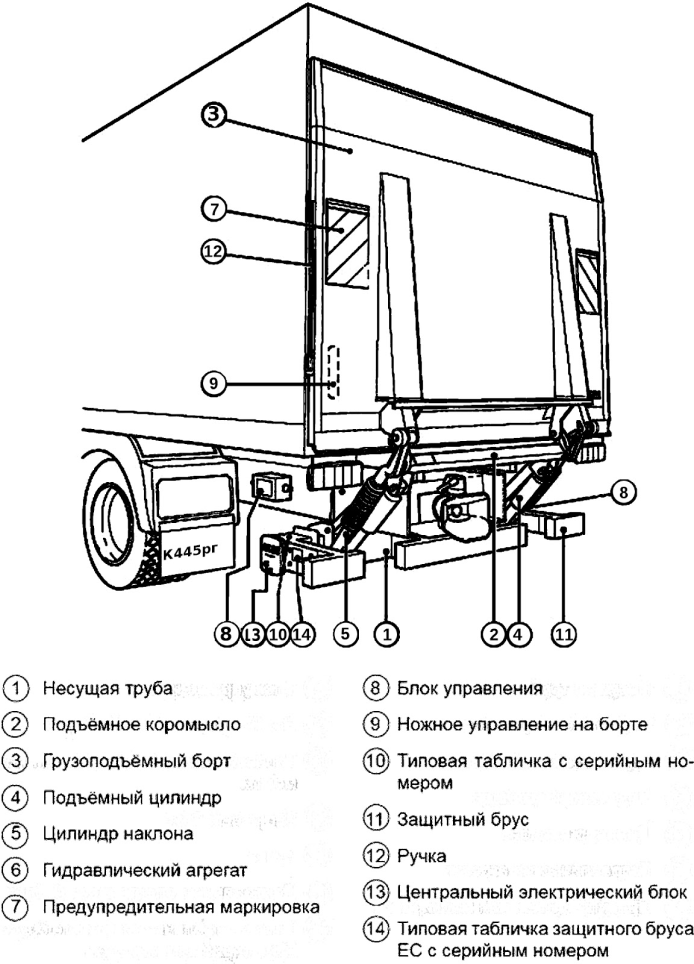 3
7
12
9
8
К445рг
8 13 10 14 5 1 2 4 11
1 Несущая труба
2 Подъёмное коромысло
3 Грузоподъёмный борт
4 Подъёмный цилиндр
5 Цилиндр наклона
6 Гидравлический агрегат
7 Предупредительная маркировка
8 Блок управления
9 Ножное управление на борте
10 Типовая табличка с серийным но-
мером
11 Защитный брус
12 Ручка
13 Центральный электрический блок
14 Типовая табличка защитного бруса
ЕС с серийным номером